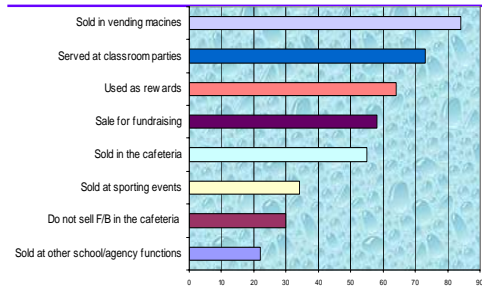 Sold in vending macines
Served at classroom parties
Used as rewards
Sale for fundraising
Sold in the cafeteria
Sold at sporting events
Do not sell F/B in the cafeteria
Sold at other school/agency functions
0 10 20 30 40 50 60 70 80 90